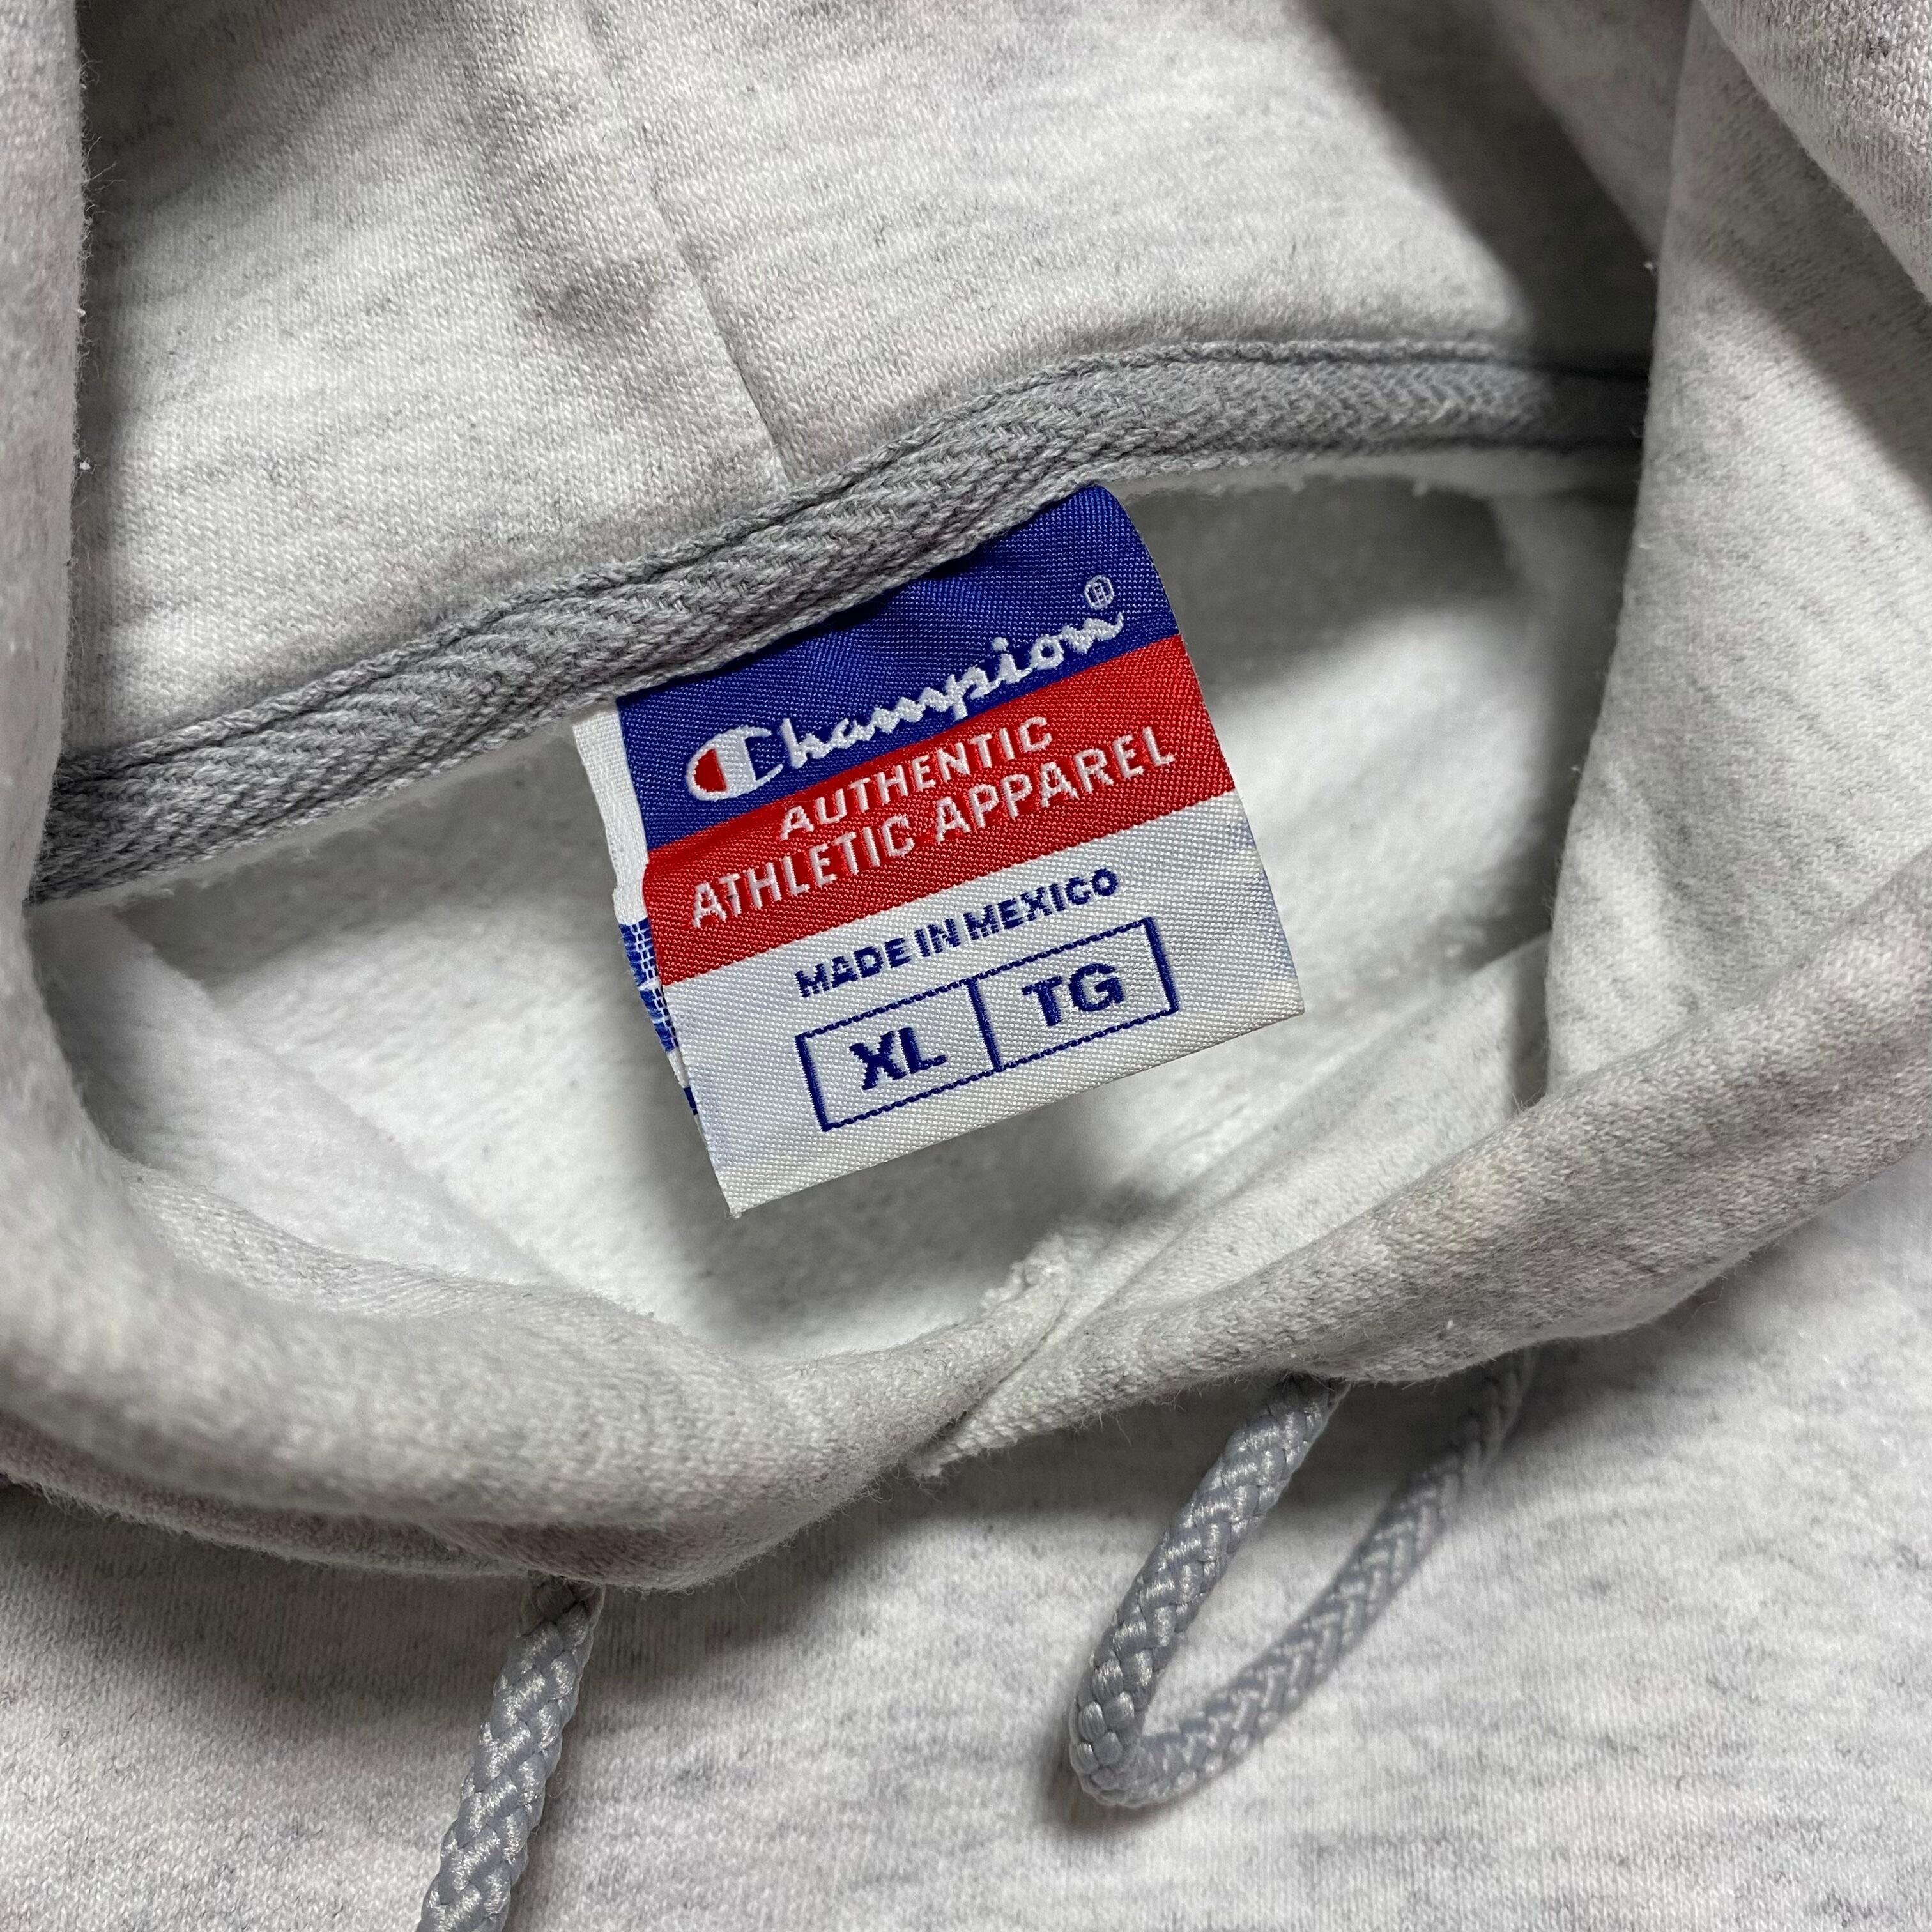 Champion®
AUTHENTIC
ATHLETIC APPAREL
MADE IN MEXICO
XL TG